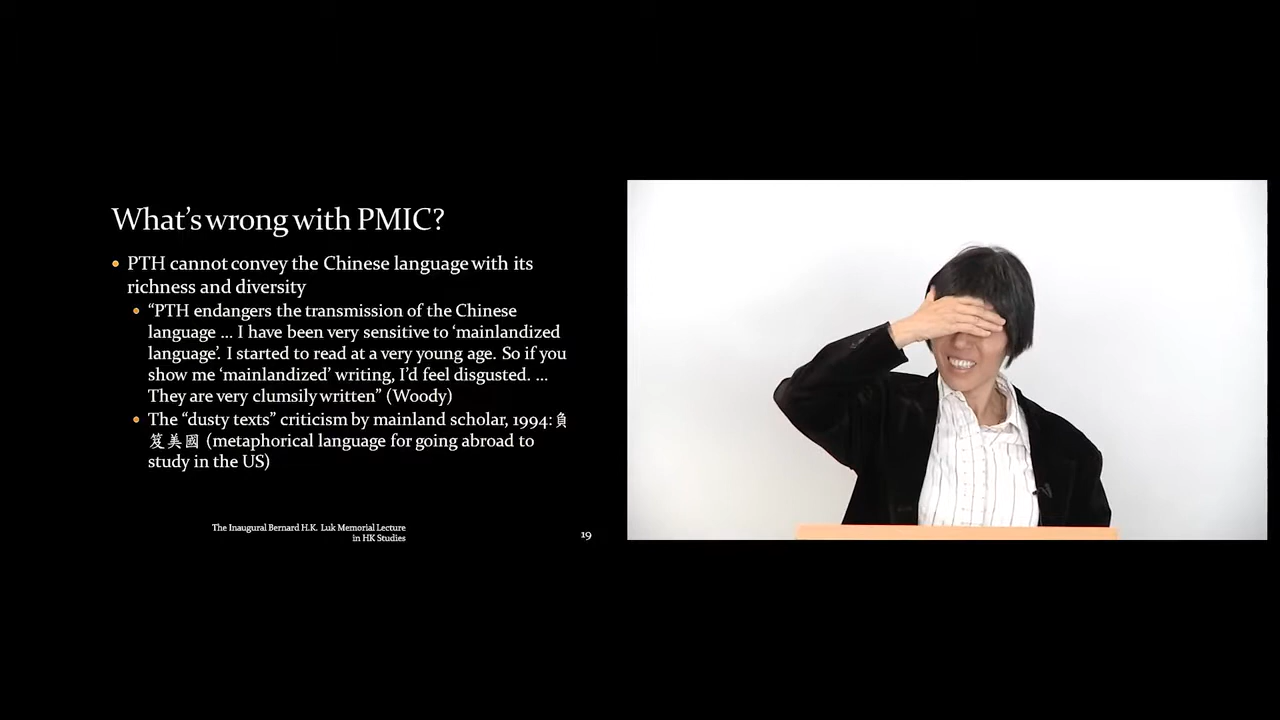 What's wrong with PMIC?
PTH cannot convey the Chinese language with its
richness and diversity
“PTH endangers the transmission of the Chinese
language ... I have been very sensitive to ‘mainlandized
language’. I started to read at a very young age. So if you
show me ‘mainlandized’ writing, I’d feel disgusted. ...
They are very clumsily written” (Woody)
The “dusty texts” criticism by mainland scholar, 1994: 負
笈美國 (metaphorical language for going abroad to
study in the US)
The Inaugural Bernard H.K. Luk Memorial Lecture
in HK Studies
19